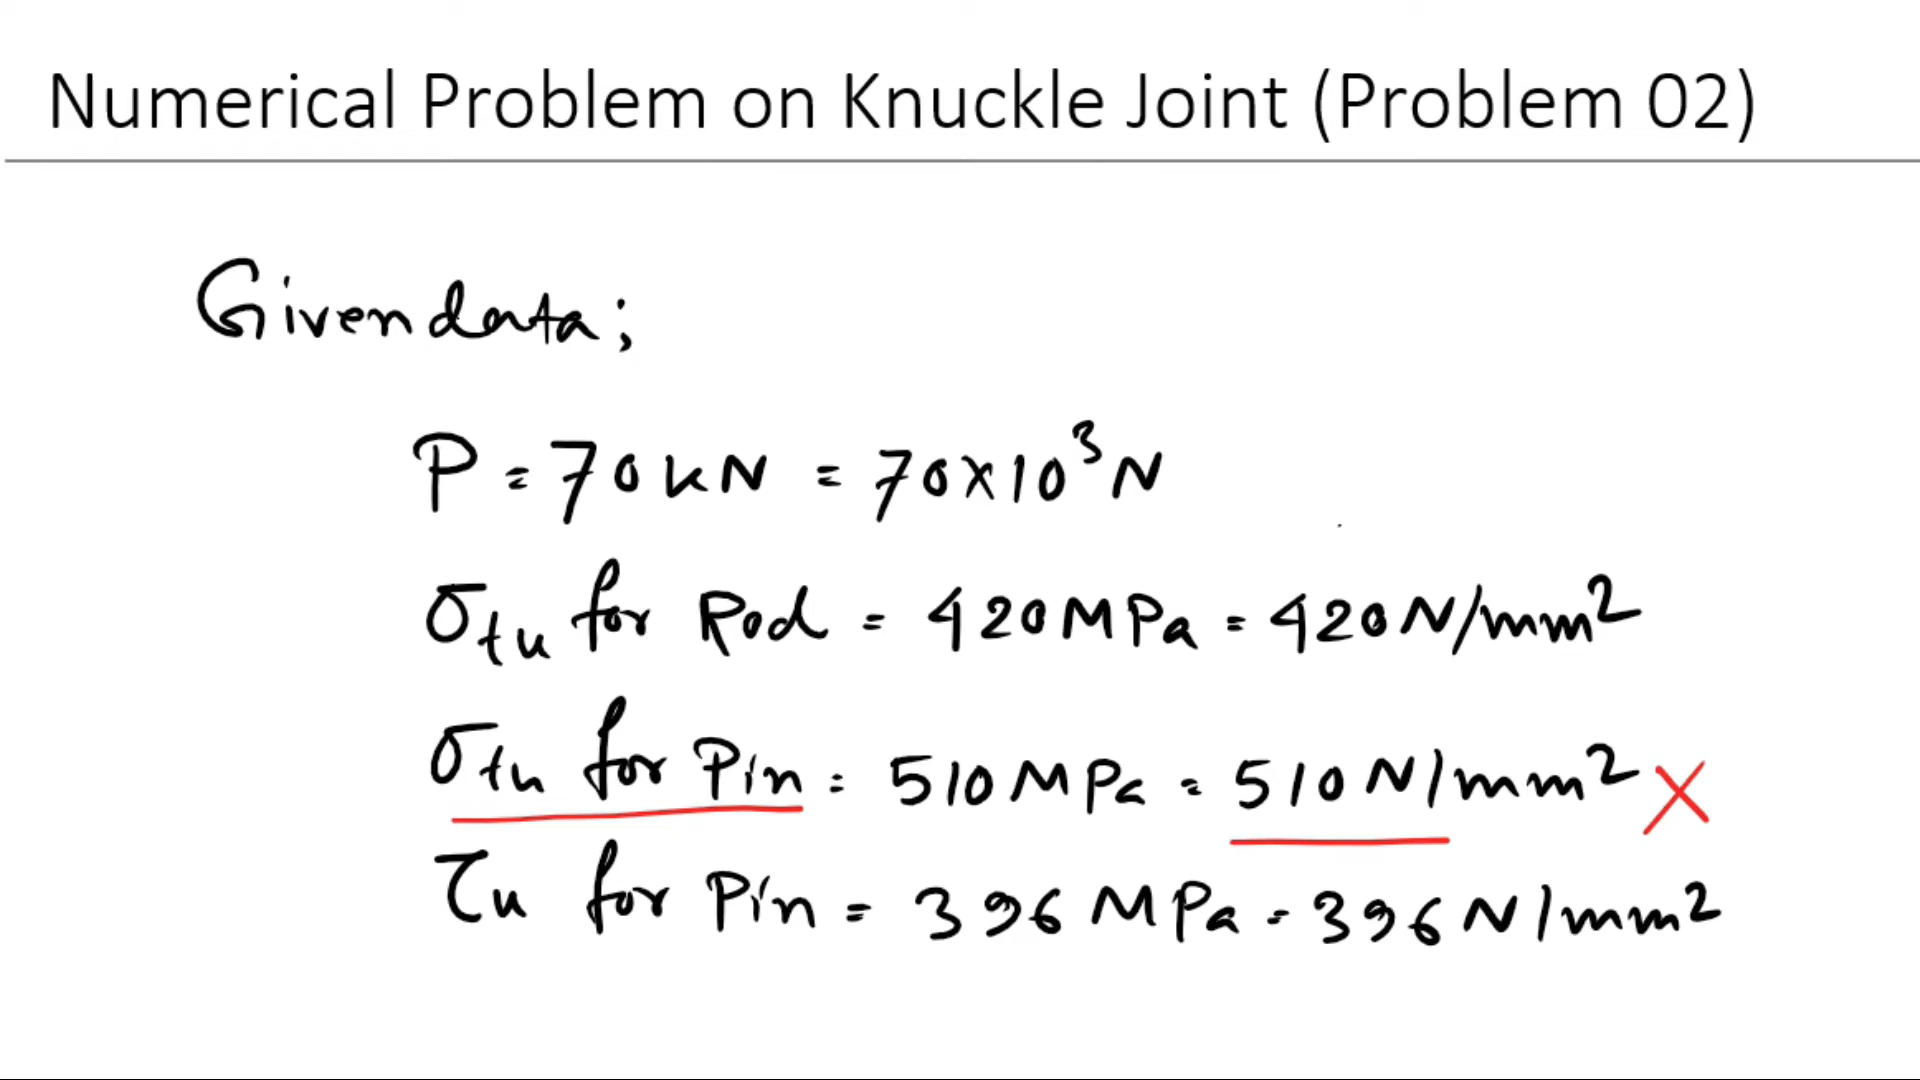 Numerical Problem on Knuckle Joint (Problem 02)
Given data;
P = 70 kN = 70×10³ N
σtu for Rod = 420 MPa = 420 N/mm²
σtu for Pin = 510 MPa = 510 N/mm² X
τu for Pin = 396 MPa = 396 N/mm²